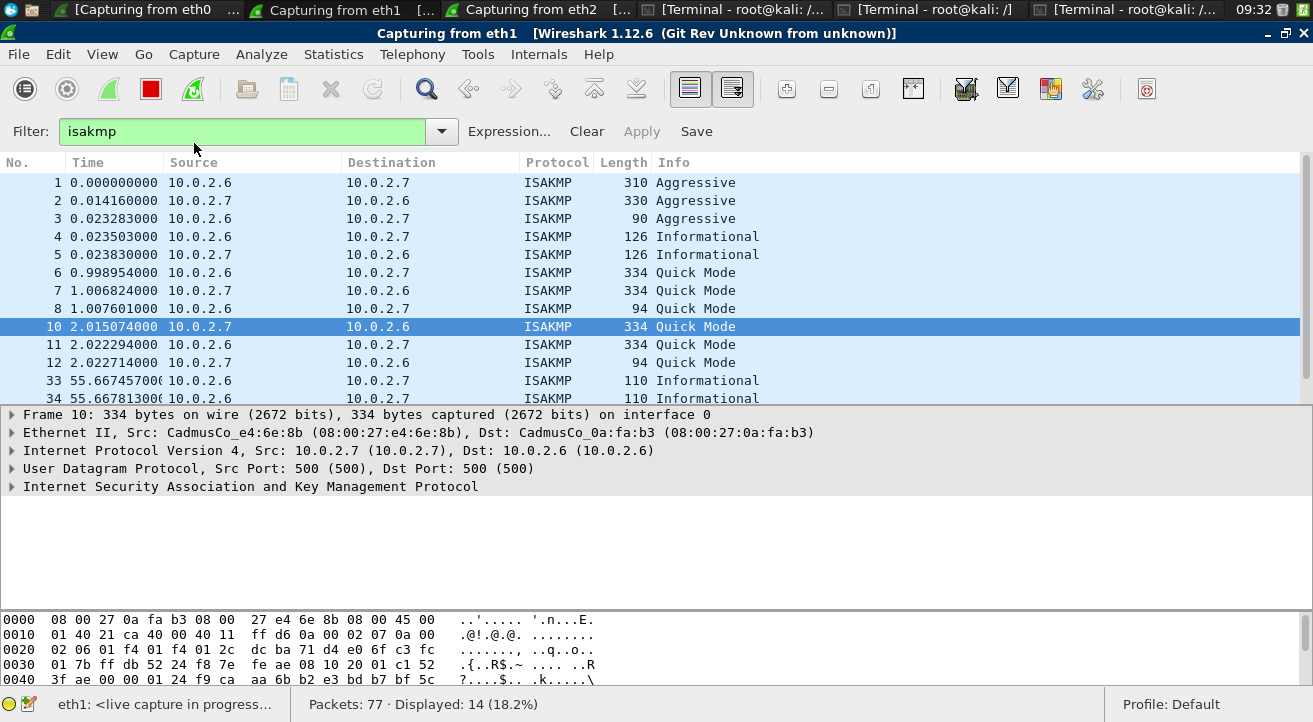 [Capturing from eth0 ... Capturing from eth1 [... Capturing from eth2 [... [Terminal - root@kali: /... [Terminal - root@kali: /] [Terminal - root@kali: /... 09:32
Capturing from eth1 [Wireshark 1.12.6 (Git Rev Unknown from unknown)]
File Edit View Go Capture Analyze Statistics Telephony Tools Internals Help
Filter: isakmp Expression... Clear Apply Save
No. Time Source Destination Protocol Length Info
1 0.000000000 10.0.2.6 10.0.2.7 ISAKMP 310 Aggressive
2 0.014160000 10.0.2.7 10.0.2.6 ISAKMP 330 Aggressive
3 0.023283000 10.0.2.6 10.0.2.7 ISAKMP 90 Aggressive
4 0.023503000 10.0.2.6 10.0.2.7 ISAKMP 126 Informational
5 0.023830000 10.0.2.7 10.0.2.6 ISAKMP 126 Informational
6 0.998954000 10.0.2.6 10.0.2.7 ISAKMP 334 Quick Mode
7 1.006824000 10.0.2.7 10.0.2.6 ISAKMP 334 Quick Mode
8 1.007601000 10.0.2.6 10.0.2.7 ISAKMP 94 Quick Mode
10 2.015074000 10.0.2.7 10.0.2.6 ISAKMP 334 Quick Mode
11 2.022294000 10.0.2.6 10.0.2.7 ISAKMP 334 Quick Mode
12 2.022714000 10.0.2.7 10.0.2.6 ISAKMP 94 Quick Mode
33 55.667457000 10.0.2.6 10.0.2.7 ISAKMP 110 Informational
34 55.667813000 10.0.2.7 10.0.2.6 ISAKMP 110 Informational
Frame 10: 334 bytes on wire (2672 bits), 334 bytes captured (2672 bits) on interface 0
Ethernet II, Src: CadmusCo_e4:6e:8b (08:00:27:e4:6e:8b), Dst: CadmusCo_0a:fa:b3 (08:00:27:0a:fa:b3)
Internet Protocol Version 4, Src: 10.0.2.7 (10.0.2.7), Dst: 10.0.2.6 (10.0.2.6)
User Datagram Protocol, Src Port: 500 (500), Dst Port: 500 (500)
Internet Security Association and Key Management Protocol
0000 08 00 27 0a fa b3 08 00 27 e4 6e 8b 08 00 45 00 ..'..... '.n...E.
0010 01 40 21 ca 40 00 40 11 ff d6 0a 00 02 07 0a 00 .@!.@.@. ........
0020 02 06 01 f4 01 f4 01 2c dc ba 71 d4 e0 6f c3 fc ......., ..q..o..
0030 01 7b ff db 52 24 f8 7e fe ae 08 10 20 01 c1 52 .{..R$.~ .... ..R
0040 3f ae 00 00 01 24 f9 ca aa 6b b2 e3 bd b7 bf 5c ?....$.. .k.....\
eth1: <live capture in progress... Packets: 77 · Displayed: 14 (18.2%) Profile: Default